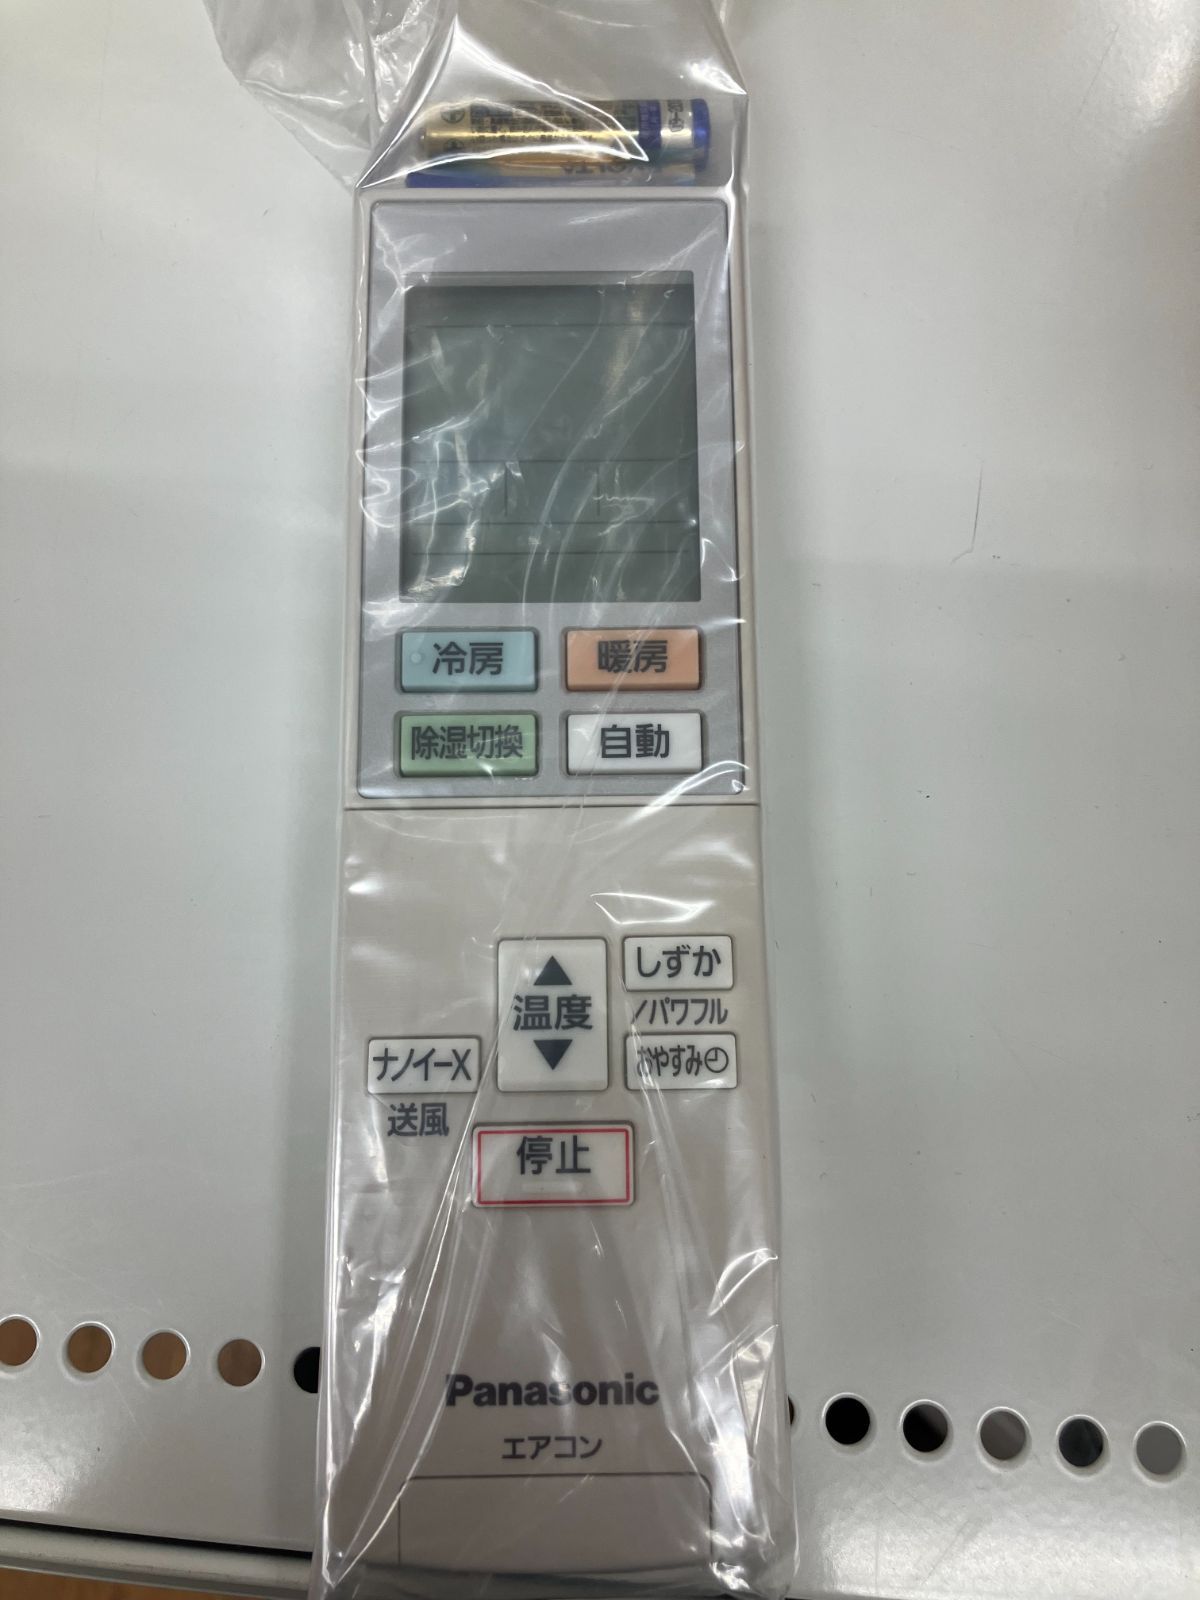 冷房 暖房
除湿切換 自動
しずか
温度
/パワフル
ナノイーX
おやすみ
送風
停止
Panasonic
エアコン